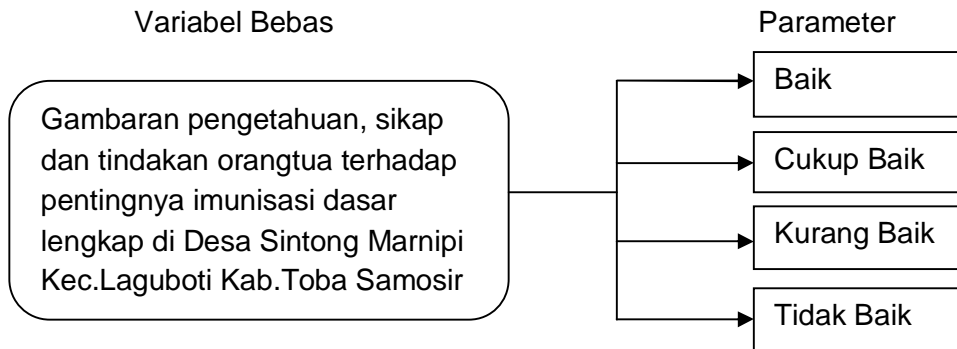 Variabel Bebas
Parameter
Gambaran pengetahuan, sikap
dan tindakan orangtua terhadap
pentingnya imunisasi dasar
lengkap di Desa Sintong Marnipi
Kec.Laguboti Kab.Toba Samosir
Baik
Cukup Baik
Kurang Baik
Tidak Baik